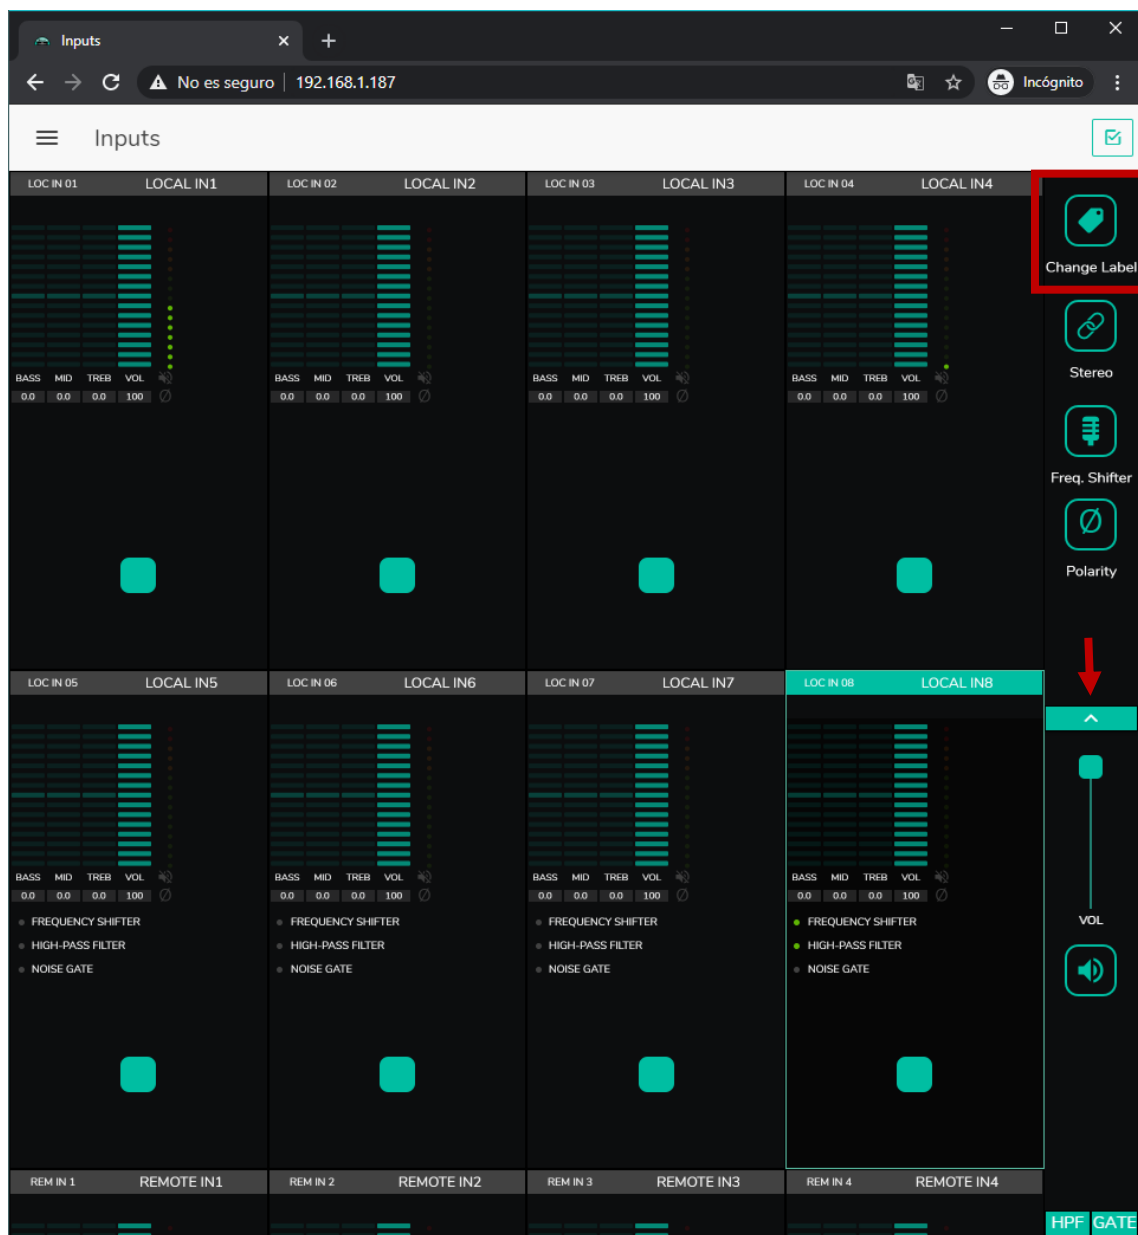 Inputs
No es seguro 192.168.1.187 Incógnito
Inputs
LOC IN 01 LOCAL IN1 LOC IN 02 LOCAL IN2 LOC IN 03 LOCAL IN3 LOC IN 04 LOCAL IN4
Change Label
Stereo
BASS MID TREB VOL BASS MID TREB VOL BASS MID TREB VOL BASS MID TREB VOL
0.0 0.0 0.0 100 0.0 0.0 0.0 100 0.0 0.0 0.0 100 0.0 0.0 0.0 100
Freq. Shifter
Polarity
LOC IN 05 LOCAL IN5 LOC IN 06 LOCAL IN6 LOC IN 07 LOCAL IN7 LOC IN 08 LOCAL IN8
BASS MID TREB VOL BASS MID TREB VOL BASS MID TREB VOL BASS MID TREB VOL
0.0 0.0 0.0 100 0.0 0.0 0.0 100 0.0 0.0 0.0 100 0.0 0.0 0.0 100
FREQUENCY SHIFTER FREQUENCY SHIFTER FREQUENCY SHIFTER FREQUENCY SHIFTER VOL
HIGH-PASS FILTER HIGH-PASS FILTER HIGH-PASS FILTER HIGH-PASS FILTER
NOISE GATE NOISE GATE NOISE GATE NOISE GATE
REM IN 1 REMOTE IN1 REM IN 2 REMOTE IN2 REM IN 3 REMOTE IN3 REM IN 4 REMOTE IN4
HPF GATE